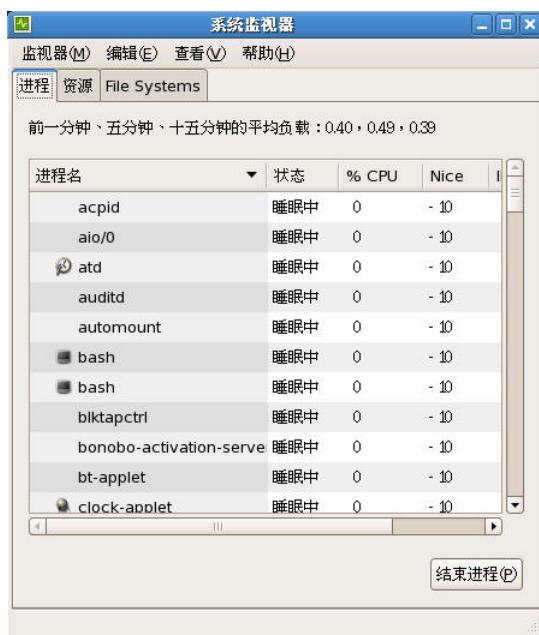 系统监视器
监视器(M) 编辑(E) 查看(V) 帮助(H)
进程 资源 File Systems
前一分钟、五分钟、十五分钟的平均负载：0.40，0.49，0.39
进程名 状态 % CPU Nice
acpid 睡眠中 0 - 10
aio/0 睡眠中 0 - 10
atd 睡眠中 0 - 10
auditd 睡眠中 0 - 10
automount 睡眠中 0 - 10
bash 睡眠中 0 - 10
bash 睡眠中 0 - 10
blktapctrl 睡眠中 0 - 10
bonobo-activation-serve 睡眠中 0 - 10
bt-applet 睡眠中 0 - 10
clock-applet 睡眠中 0 - 10
结束进程(P)